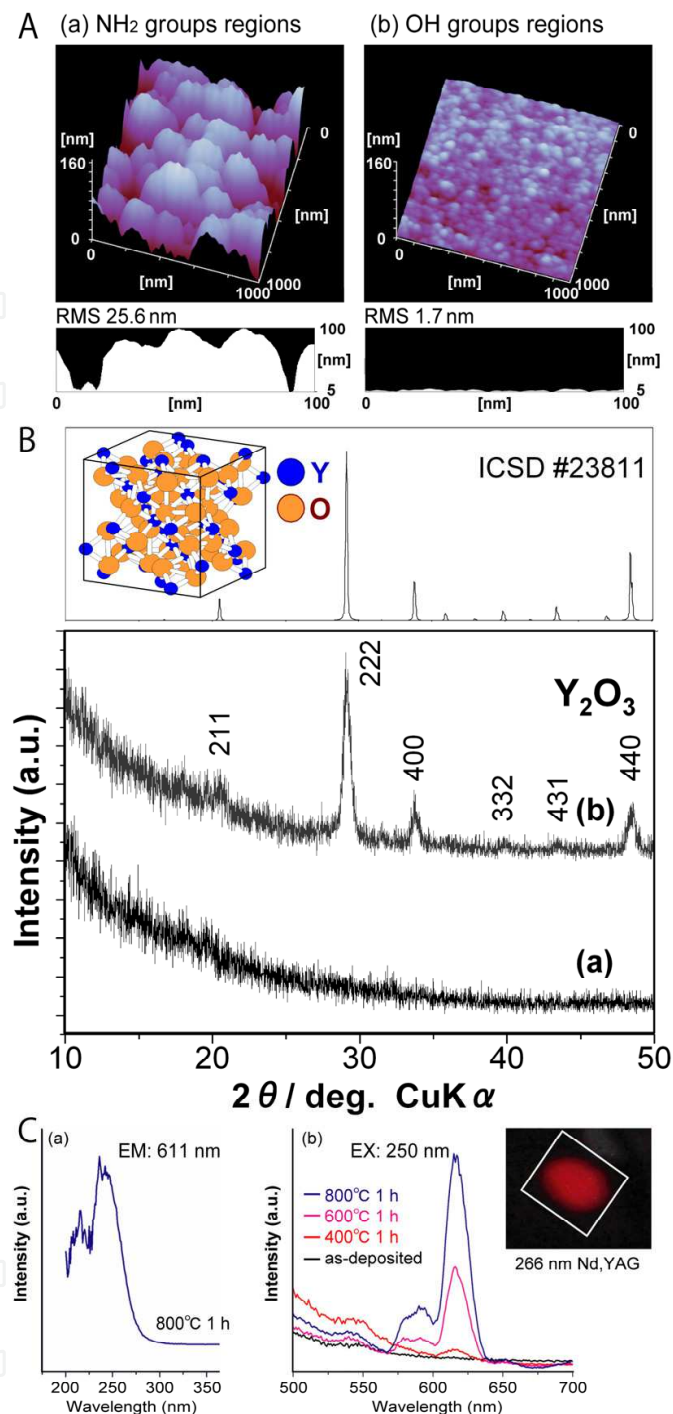 A
(a) NH2 groups regions
(b) OH groups regions
[nm]
160
0
0
[nm]
1000
[nm]
1000
0
[nm]
160
0
0
[nm]
1000
[nm]
1000
0
RMS 25.6 nm
100
[nm]
5
0
[nm]
100
RMS 1.7 nm
100
[nm]
5
0
[nm]
100
B
Y
O
ICSD #23811
Intensity (a.u.)
Y2O3
211
222
400
332
431
440
(b)
(a)
10 20 30 40 50
2 θ / deg. CuK α
C
(a)
EM: 611 nm
Intensity (a.u.)
800°C 1 h
200 250 300 350
Wavelength (nm)
(b)
EX: 250 nm
Intensity (a.u.)
800°C 1 h
600°C 1 h
400°C 1 h
as-deposited
500 550 600 650 700
Wavelength (nm)
266 nm Nd,YAG